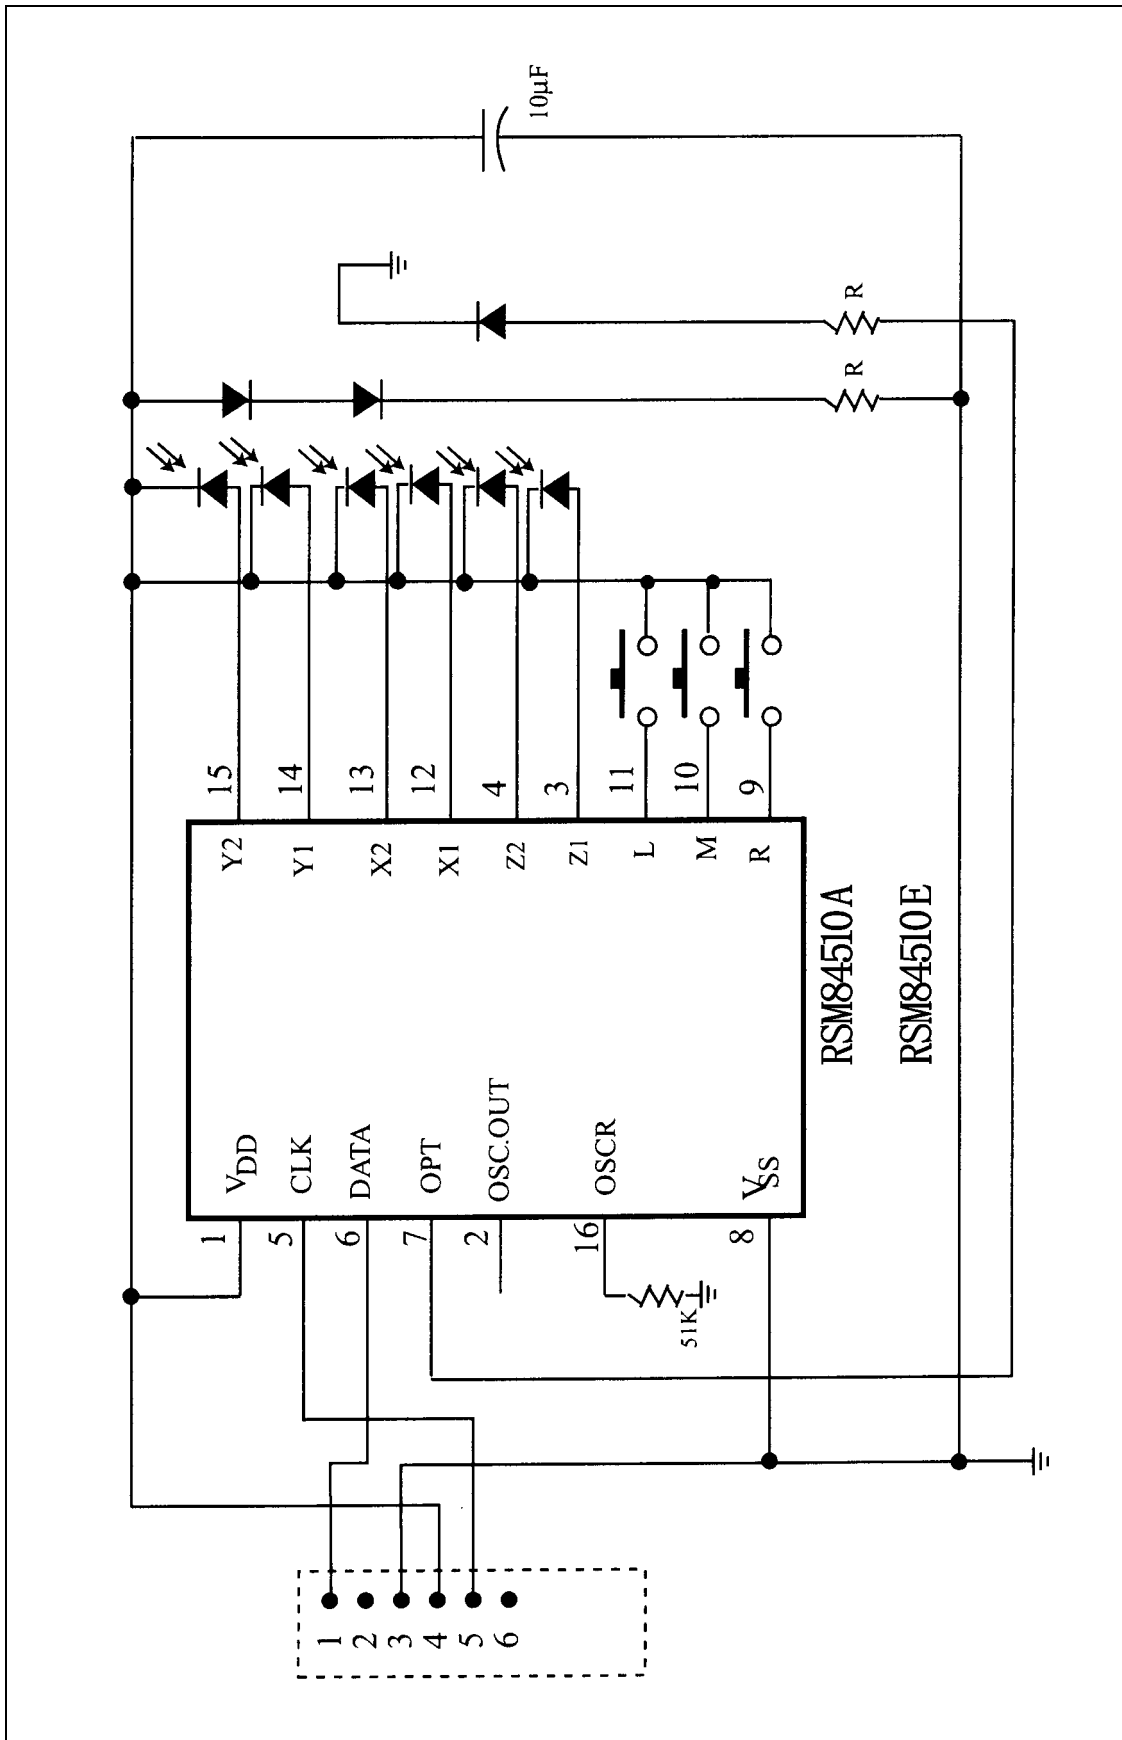 10µF
R
R
15
14
13
12
4
3
11
10
9
Y2
Y1
X2
X1
Z2
Z1
L
M
R
RSM84510A
RSM84510E
VDD
CLK
DATA
OPT
OSC.OUT
OSCR
VSS
1
5
6
7
2
16
8
51K
1
2
3
4
5
6